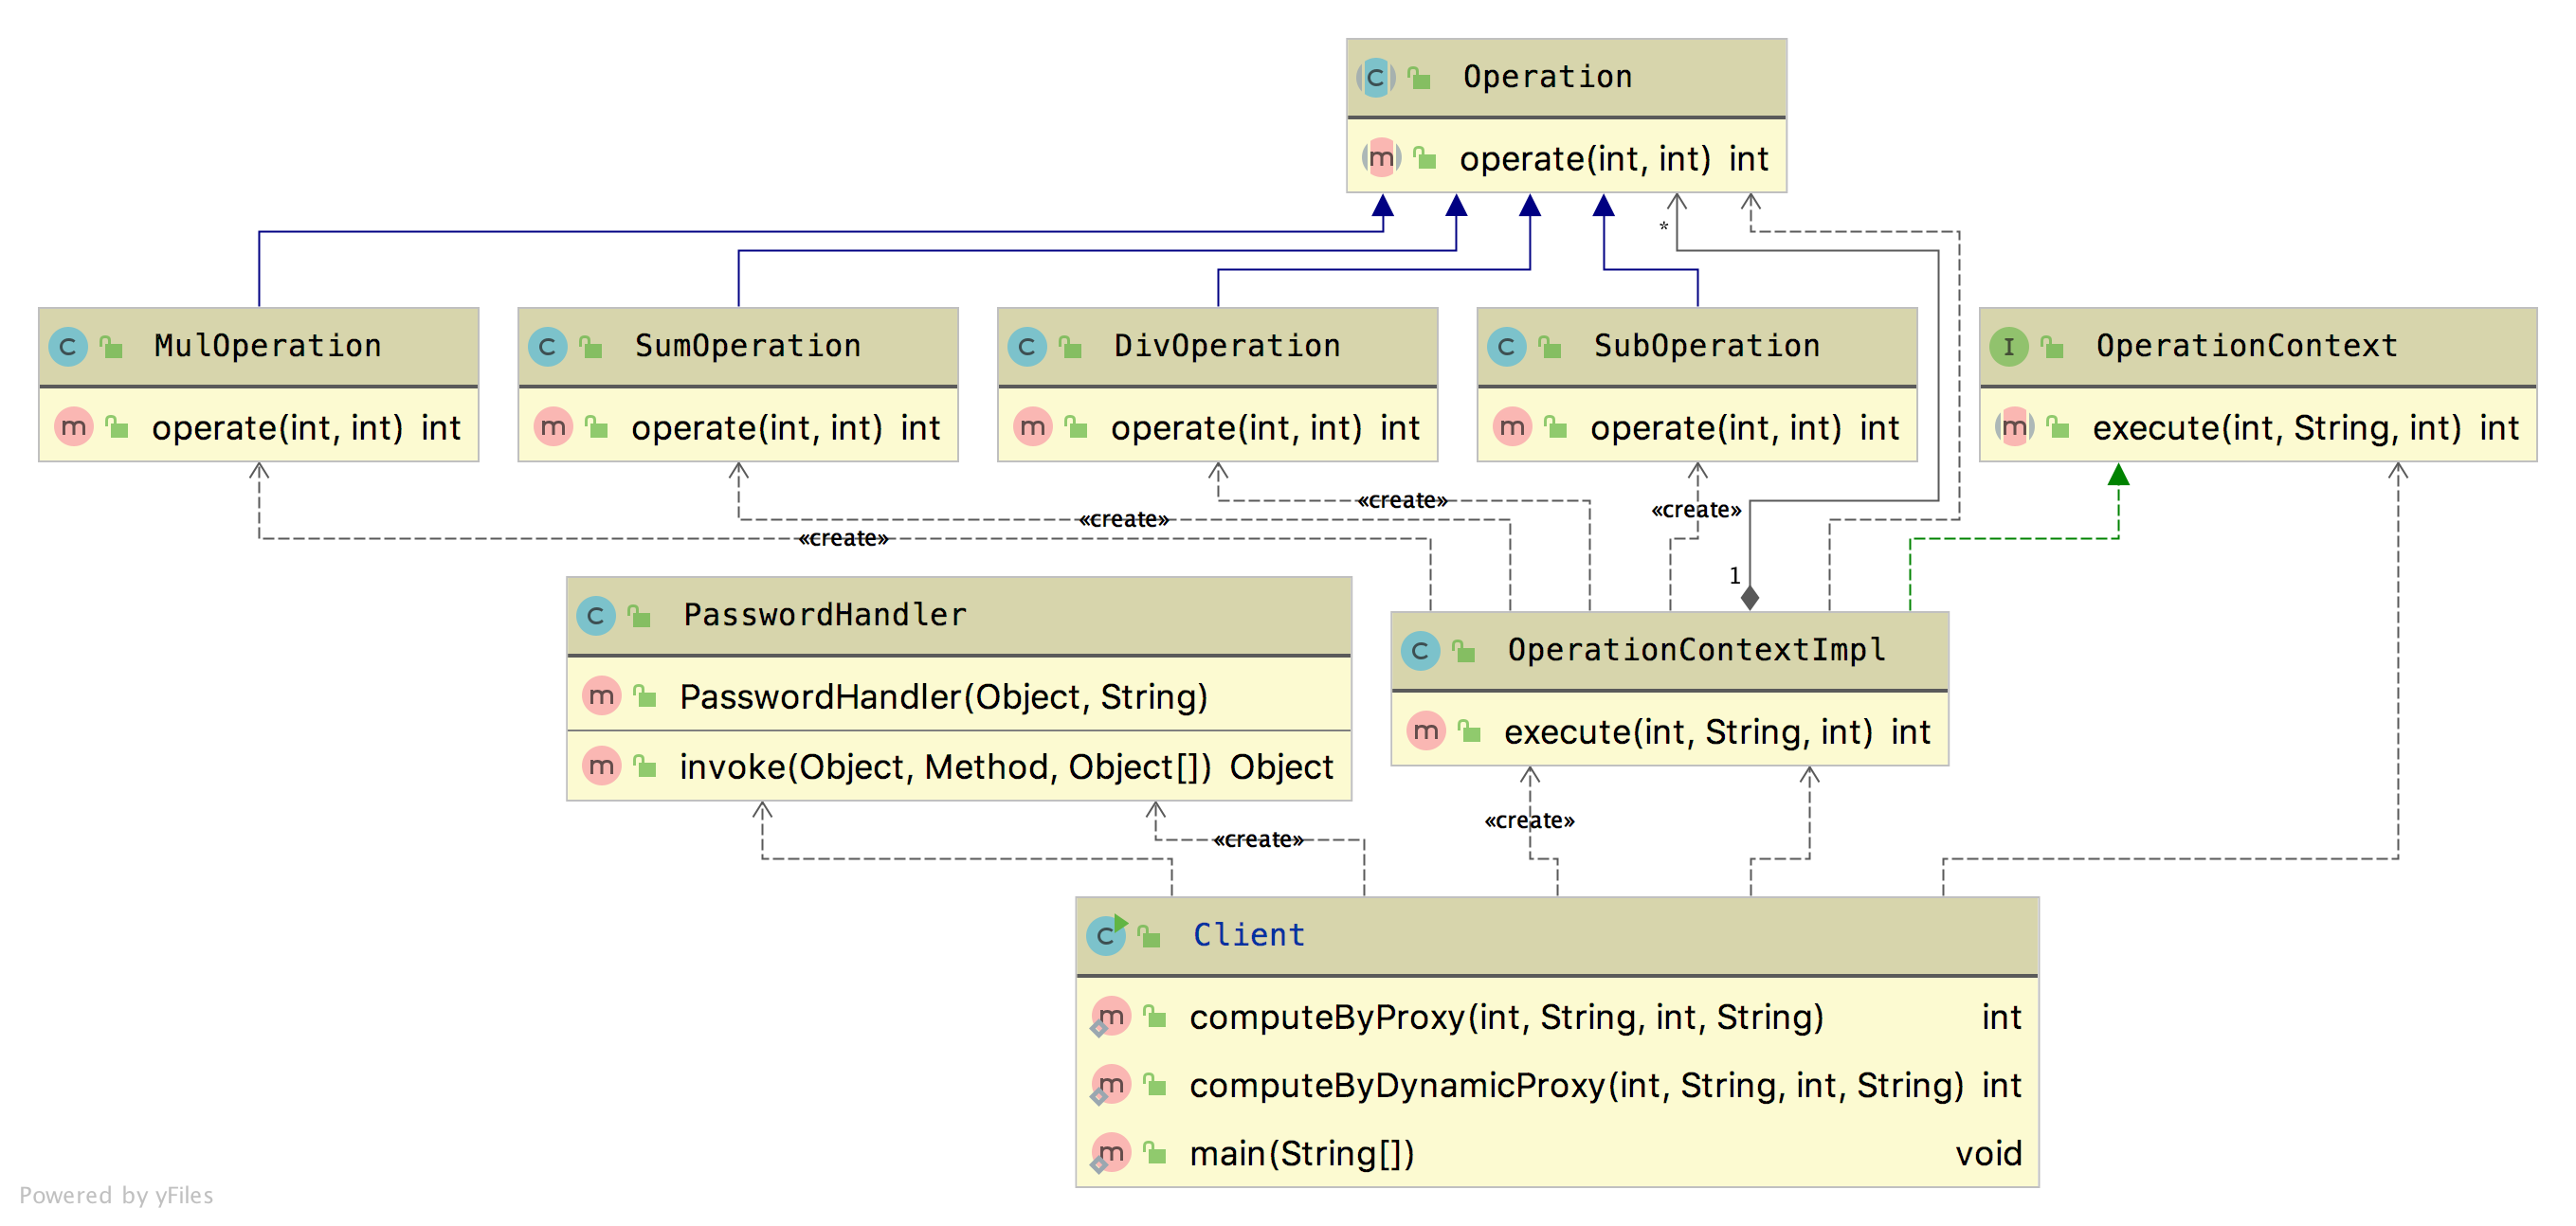 Operation
operate(int, int) int
*
MulOperation
operate(int, int) int
SumOperation
operate(int, int) int
DivOperation
operate(int, int) int
SubOperation
operate(int, int) int
OperationContext
execute(int, String, int) int
«create»
«create»
«create»
«create»
1
PasswordHandler
PasswordHandler(Object, String)
invoke(Object, Method, Object[]) Object
OperationContextImpl
execute(int, String, int) int
«create»
«create»
Client
computeByProxy(int, String, int, String) int
computeByDynamicProxy(int, String, int, String) int
main(String[]) void
Powered by yFiles